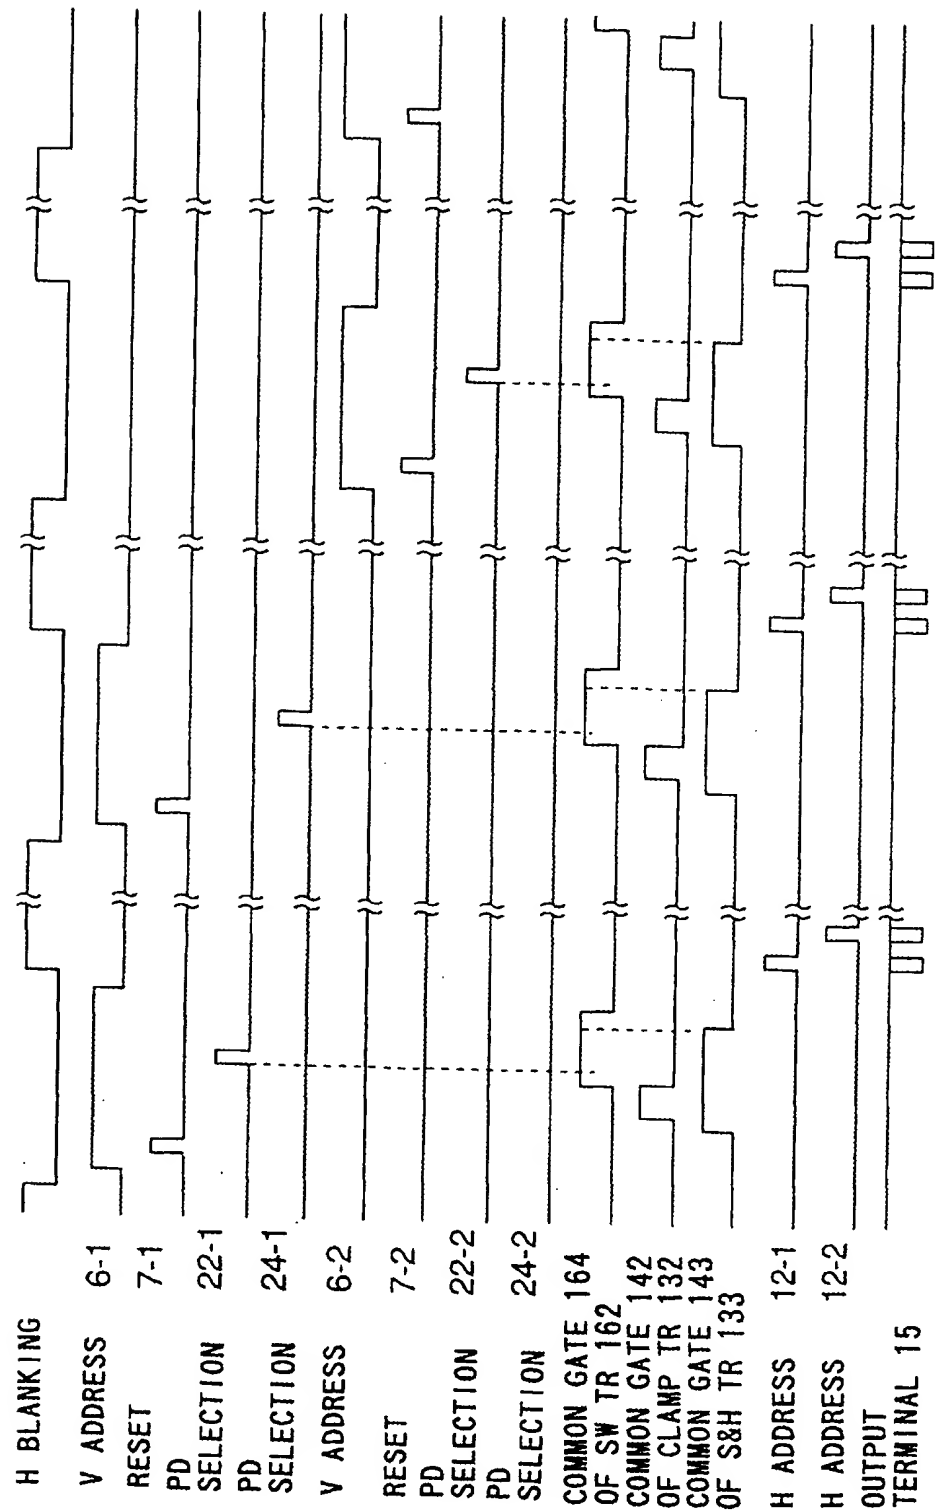 H BLANKING
V ADDRESS 6-1
RESET 7-1
PD
SELECTION 22-1
PD
SELECTION 24-1
V ADDRESS 6-2
RESET 7-2
PD
SELECTION 22-2
PD
SELECTION 24-2
COMMON GATE 164
OF SW TR 162
COMMON GATE 142
OF CLAMP TR 132
COMMON GATE 143
OF S&H TR 133
H ADDRESS 12-1
H ADDRESS 12-2
OUTPUT
TERMINAL 15